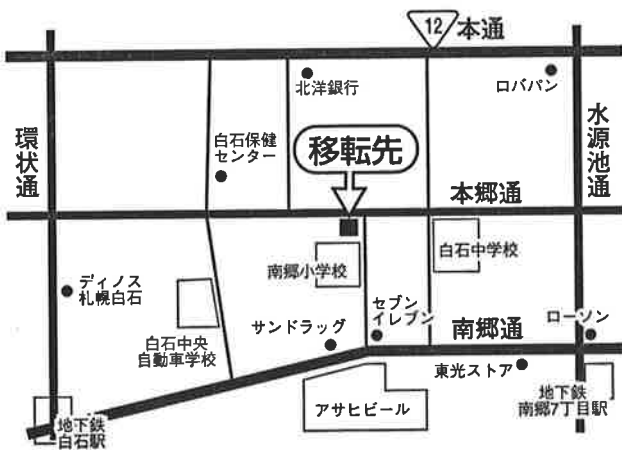 12 本通
北洋銀行
ロバパン
環状通
白石保健
センター
移転先
水源池通
本郷通
南郷小学校
白石中学校
ディノス
札幌白石
白石中央
自動車学校
サンドラッグ
セブン
イレブン
南郷通
ローソン
東光ストア
アサヒビール
地下鉄
白石駅
地下鉄
南郷7丁目駅